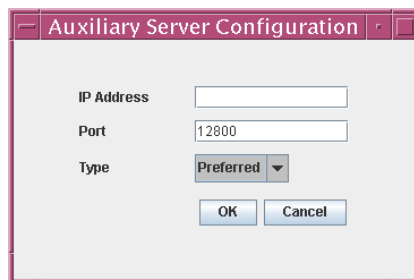 Auxiliary Server Configuration
IP Address
Port 12800
Type Preferred
OK Cancel